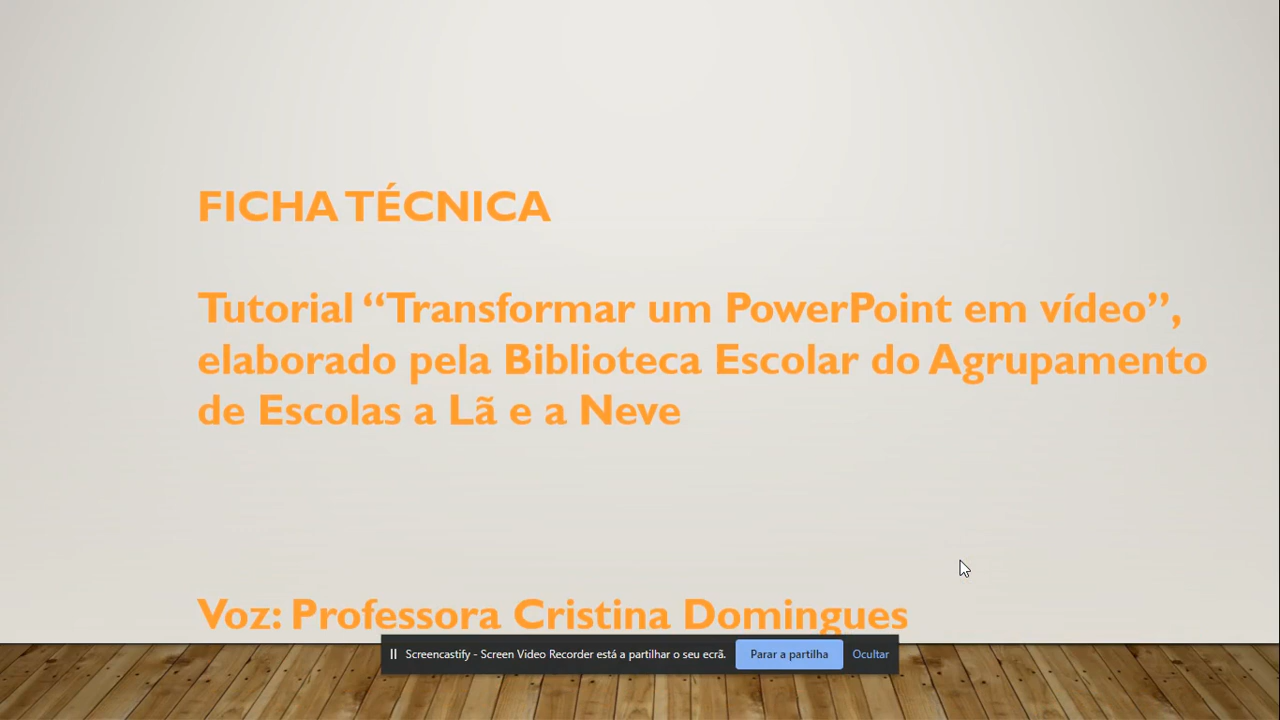 FICHA TÉCNICA
Tutorial “Transformar um PowerPoint em vídeo”,
elaborado pela Biblioteca Escolar do Agrupamento
de Escolas a Lã e a Neve
Voz: Professora Cristina Domingues
Screencastify - Screen Video Recorder está a partilhar o seu ecrã. Parar a partilha Ocultar